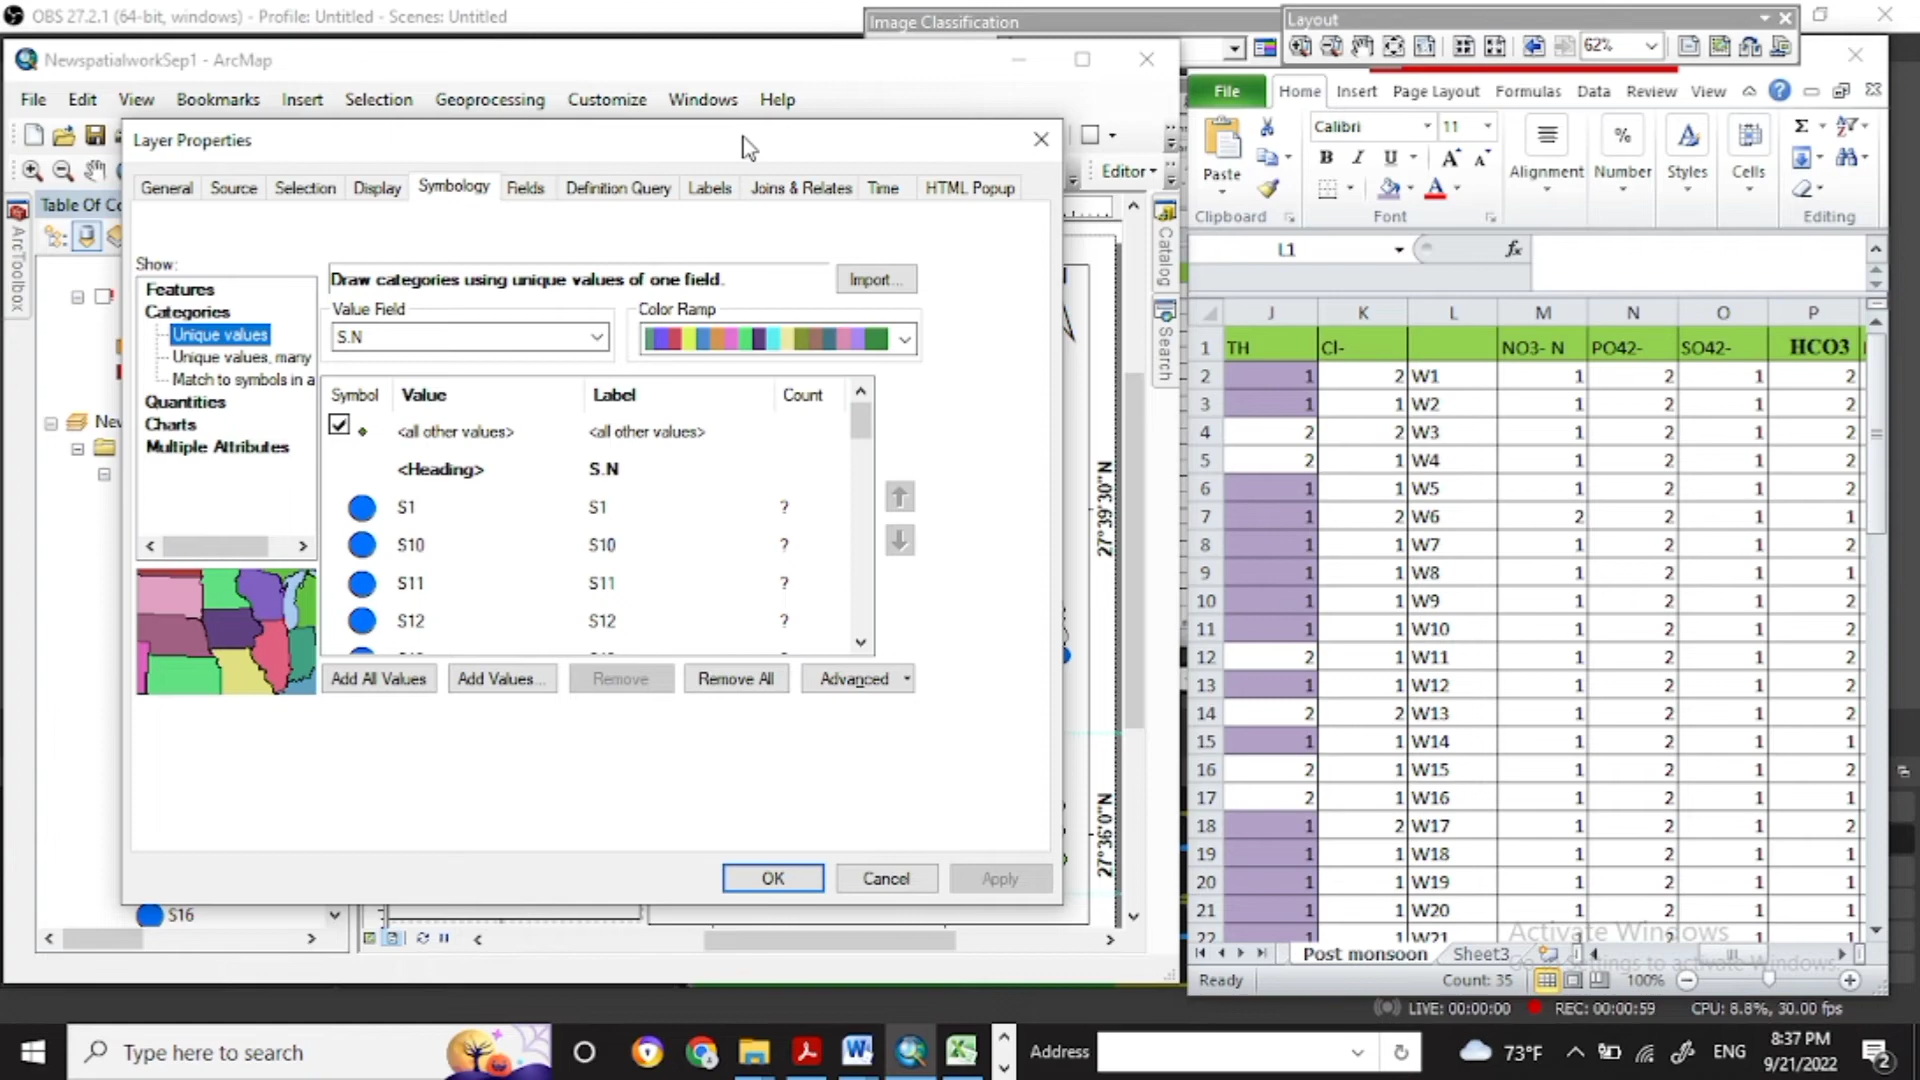 OBS 27.2.1 (64-bit, windows) - Profile: Untitled - Scenes: Untitled
Image Classification
Layout
62%
NewspatialworkSep1 - ArcMap
File Edit View Bookmarks Insert Selection Geoprocessing Customize Windows Help
Editor
Layer Properties
General Source Selection Display Symbology Fields Definition Query Labels Joins & Relates Time HTML Popup
Table Of Co
ArcToolbox
Catalog
Search
New
Show:
Features
Categories
Unique values
Unique values, many
Match to symbols in a
Quantities
Charts
Multiple Attributes
Draw categories using unique values of one field.
Import...
Value Field
S.N
Color Ramp
Symbol Value Label Count
<all other values> <all other values>
<Heading> S.N
S1 S1 ?
S10 S10 ?
S11 S11 ?
S12 S12 ?
Add All Values Add Values... Remove Remove All Advanced
OK Cancel Apply
S16
27°39'30"N
27°36'0"N
File Home Insert Page Layout Formulas Data Review View
Calibri 11
B I U A A
A
Paste
% A
Alignment Number Styles Cells
Σ
Clipboard Font Editing
L1 fx
J K L M N O P
1 TH Cl- NO3- N PO42- SO42- HCO3
2 1 2 W1 1 2 1 2
3 1 1 W2 1 2 1 2
4 2 2 W3 1 2 1 2
5 2 1 W4 1 2 1 2
6 1 1 W5 1 2 1 2
7 1 2 W6 2 2 1 1
8 1 1 W7 1 2 1 2
9 1 1 W8 1 2 1 1
10 1 1 W9 1 2 1 2
11 1 1 W10 1 2 1 2
12 2 1 W11 1 2 1 2
13 1 1 W12 1 2 1 2
14 2 2 W13 1 2 1 2
15 1 1 W14 1 2 1 1
16 2 1 W15 1 2 1 2
17 2 1 W16 1 2 1 1
18 1 2 W17 1 2 1 2
19 1 1 W18 1 2 1 2
20 1 1 W19 1 2 1 1
21 1 1 W20 1 2 1 1
22 1 1 W21 1 2 1 2
Activate Windows
Go to Settings to activate Windows.
Post monsoon Sheet3
Ready Count: 35 100%
LIVE: 00:00:00 REC: 00:00:59 CPU: 8.8%, 30.00 fps
Type here to search
Address
73°F
ENG
8:37 PM
9/21/2022
2